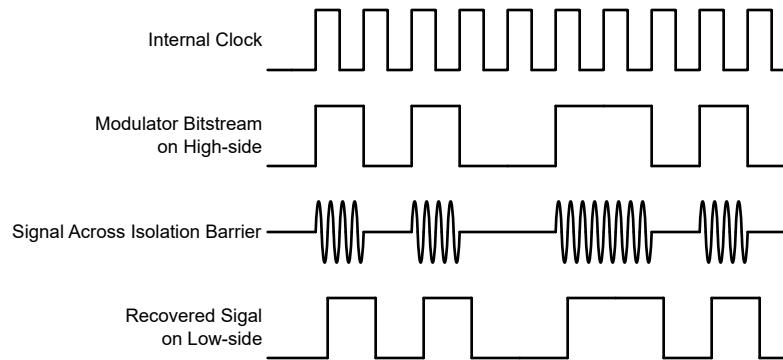 Internal Clock
Modulator Bitstream
on High-side
Signal Across Isolation Barrier
Recovered Sigal
on Low-side